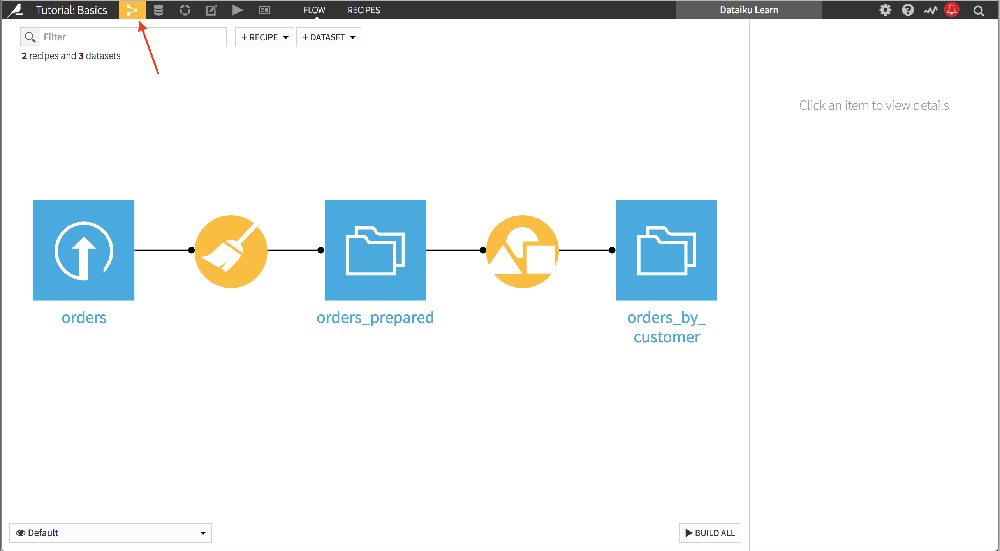 Tutorial: Basics
FLOW
RECIPES
Dataiku Learn
Filter
+ RECIPE
+ DATASET
2 recipes and 3 datasets
Click an item to view details
orders
orders_prepared
orders_by_
customer
Default
BUILD ALL